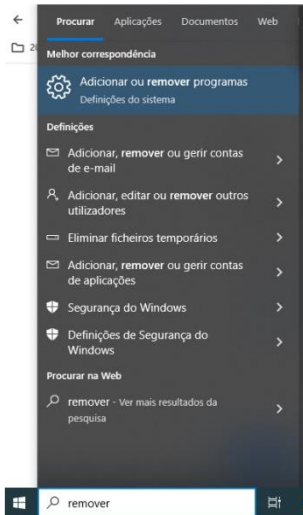 Procurar Aplicações Documentos Web
Melhor correspondência
Adicionar ou remover programas
Definições do sistema
Definições
Adicionar, remover ou gerir contas
de e-mail
Adicionar, editar ou remover outros
utilizadores
Eliminar ficheiros temporários
Adicionar, remover ou gerir contas
de aplicações
Segurança do Windows
Definições de Segurança do
Windows
Procurar na Web
remover - Ver mais resultados da
pesquisa
remover